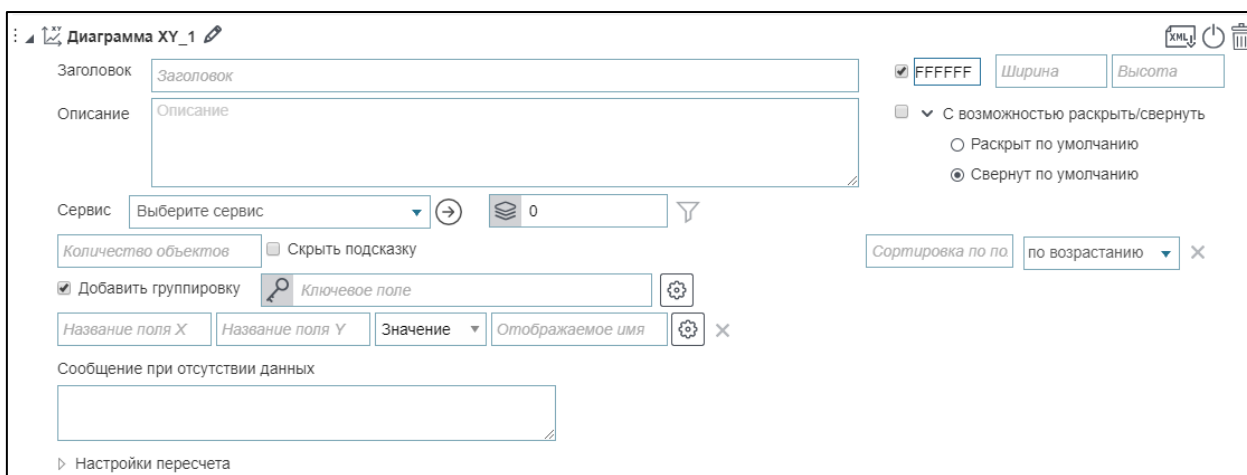 Диаграмма XY_1 XML
Заголовок Заголовок FFFFFF Ширина Высота
Описание Описание С возможностью раскрыть/свернуть
Раскрыт по умолчанию
Свернут по умолчанию
Сервис Выберите сервис 0
Количество объектов Скрыть подсказку Сортировка по по по возрастанию
Добавить группировку Ключевое поле
Название поля X Название поля Y Значение Отображаемое имя
Сообщение при отсутствии данных
Настройки пересчета